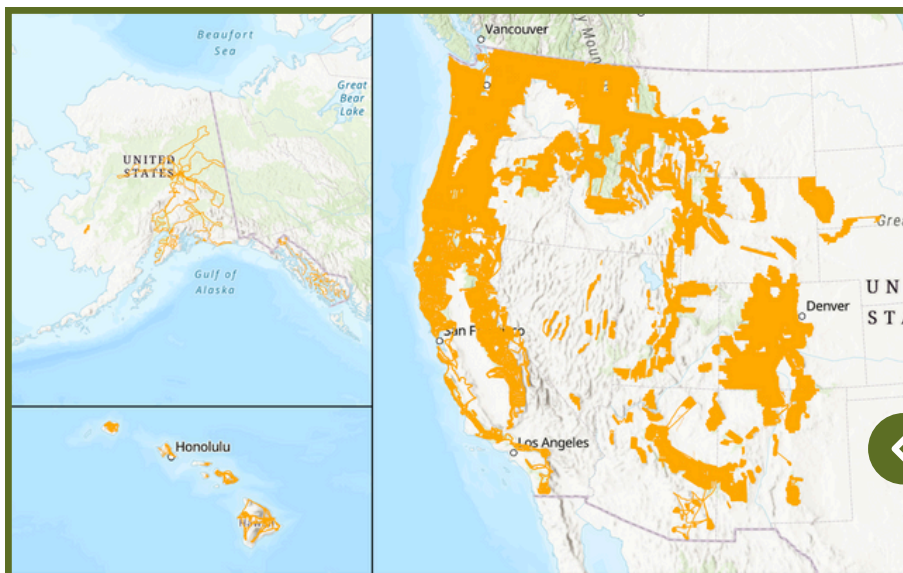 Beaufort
Sea
Great
Bear
Lake
UNITED
STATES
Gulf of
Alaska
Honolulu
Hawaii
Vancouver
San Francisco
Los Angeles
Denver